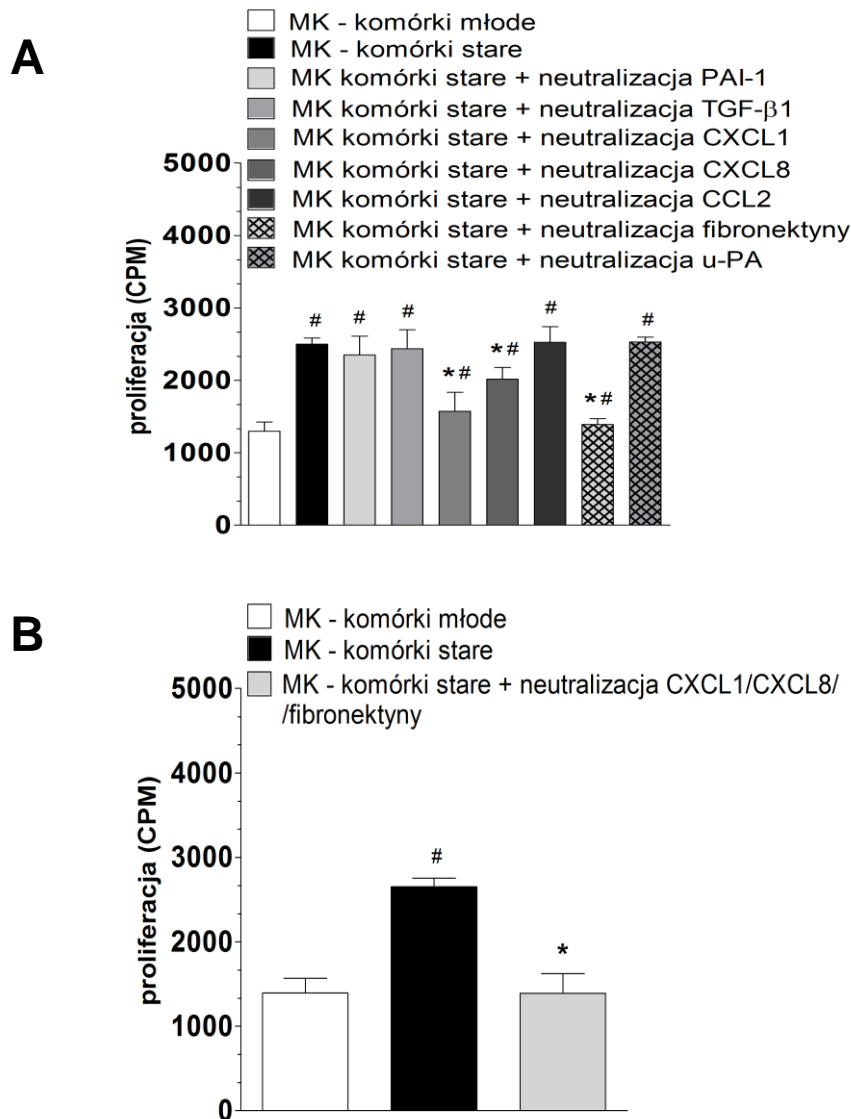 A
MK - komórki młode
MK - komórki stare
MK komórki stare + neutralizacja PAI-1
MK komórki stare + neutralizacja TGF-β1
MK komórki stare + neutralizacja CXCL1
MK komórki stare + neutralizacja CXCL8
MK komórki stare + neutralizacja CCL2
MK komórki stare + neutralizacja fibronektyny
MK komórki stare + neutralizacja u-PA
proliferacja (CPM)
5000
4000
3000
2000
1000
0
# # # *# *# # *# #
B
MK - komórki młode
MK - komórki stare
MK - komórki stare + neutralizacja CXCL1/CXCL8/
/fibronektyny
proliferacja (CPM)
5000
4000
3000
2000
1000
0
# *